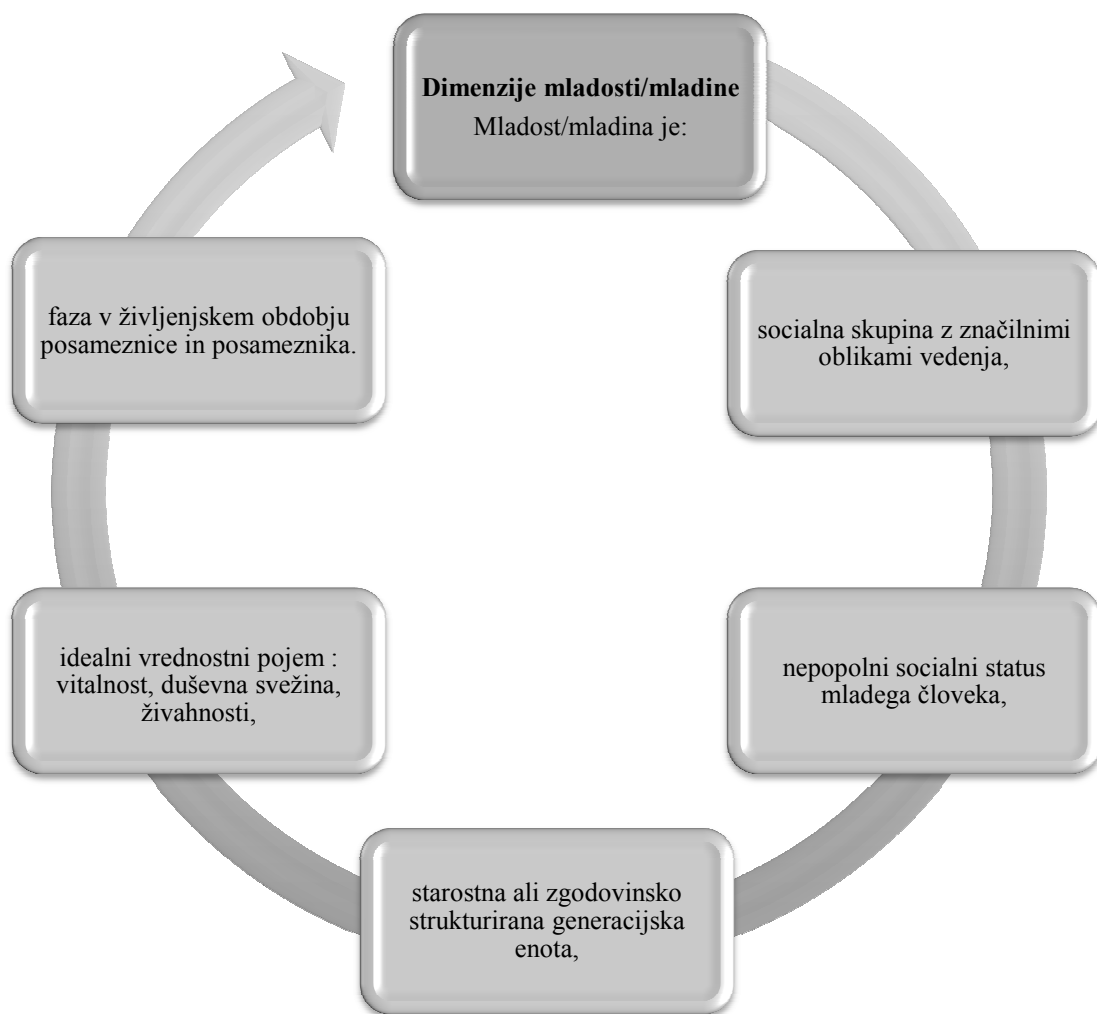 Dimenzije mladosti/mladine
Mladost/mladina je:
socialna skupina z značilnimi
oblikami vedenja,
nepopolni socialni status
mladega človeka,
starostna ali zgodovinsko
strukturirana generacijska
enota,
idealni vrednostni pojem :
vitalnost, duševna svežina,
živahnosti,
faza v življenjskem obdobju
posameznice in posameznika.